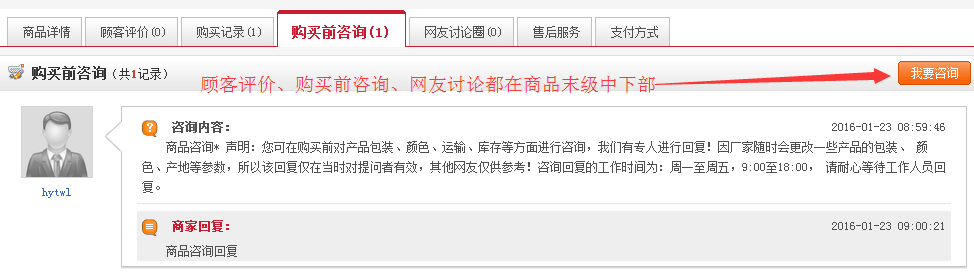 商品详情 顾客评价(0) 购买记录(1) 购买前咨询(1) 网友讨论圈(0) 售后服务 支付方式
购买前咨询（共1记录） 我要咨询
顾客评价、购买前咨询、网友讨论都在商品末级中下部
咨询内容： 2016-01-23 08:59:46
商品咨询* 声明：您可在购买前对产品包装、颜色、运输、库存等方面进行咨询，我们有专人进行回复！因厂家随时会更改一些产品的包装、 颜
色、产地等参数，所以该回复仅在当时对提问者有效，其他网友仅供参考！咨询回复的工作时间为：周一至周五，9:00至18:00， 请耐心等待工作人员回
复。
hytwl
商家回复： 2016-01-23 09:00:21
商品咨询回复